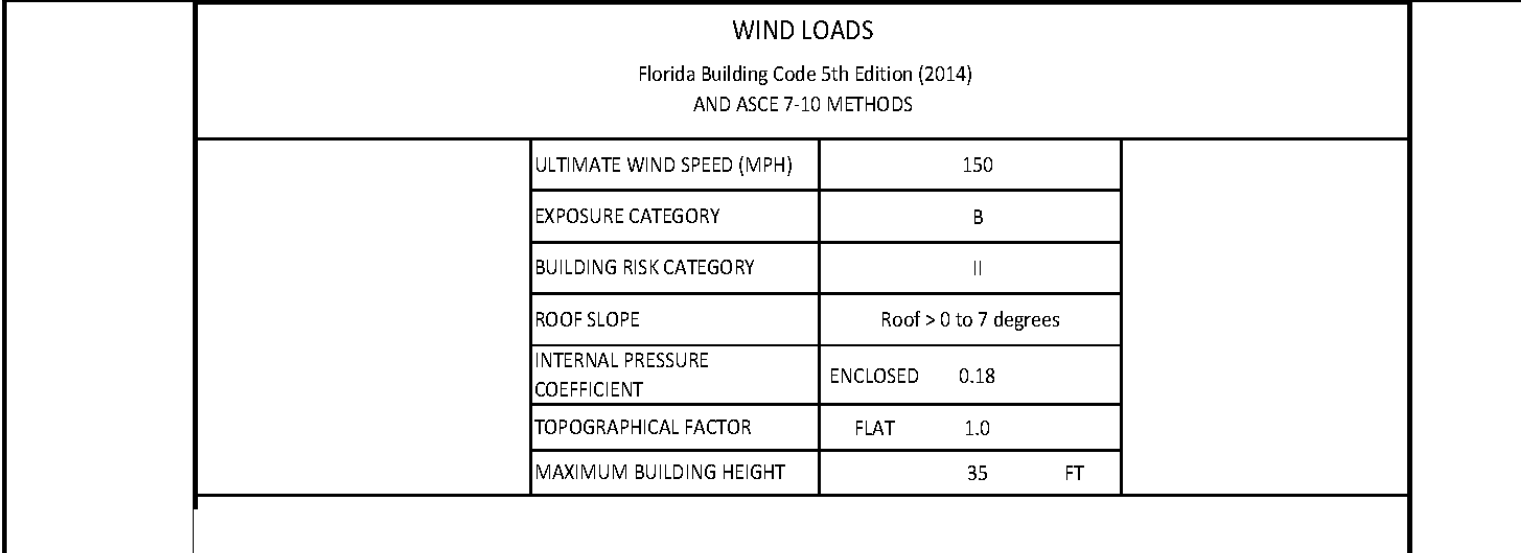 WIND LOADS
Florida Building Code 5th Edition (2014)
AND ASCE 7-10 METHODS
ULTIMATE WIND SPEED (MPH) 150
EXPOSURE CATEGORY B
BUILDING RISK CATEGORY II
ROOF SLOPE Roof > 0 to 7 degrees
INTERNAL PRESSURE
COEFFICIENT ENCLOSED 0.18
TOPOGRAPHICAL FACTOR FLAT 1.0
MAXIMUM BUILDING HEIGHT 35 FT